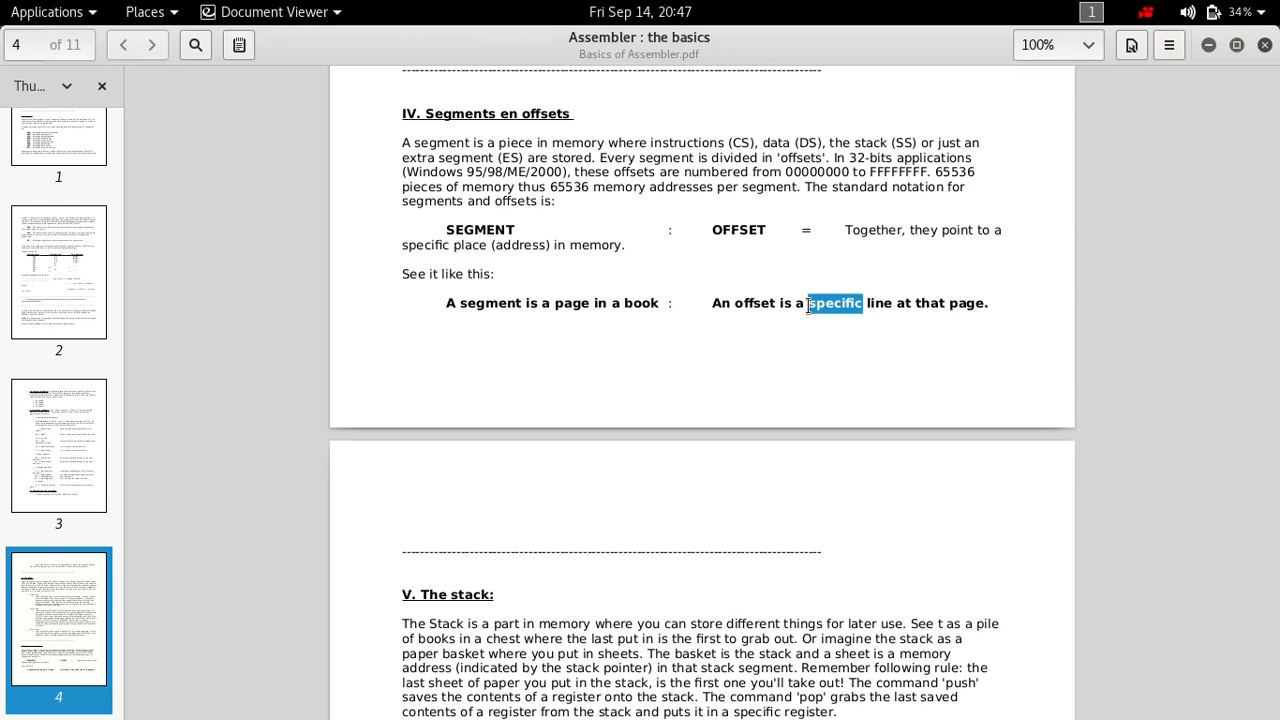 Applications Places Document Viewer Fri Sep 14, 20:47 1 34%
4 of 11 Assembler : the basics 100%
Basics of Assembler.pdf
Thu...
1
2
3
4
--------------------------------------------------------------------------------------------
IV. Segments en offsets
A segment is a piece in memory where instructions (CS), data (DS), the stack (SS) or just an
extra segment (ES) are stored. Every segment is divided in 'offsets'. In 32-bits applications
(Windows 95/98/ME/2000), these offsets are numbered from 00000000 to FFFFFFFF. 65536
pieces of memory thus 65536 memory addresses per segment. The standard notation for
segments and offsets is:
SEGMENT : OFFSET = Together, they point to a
specific place (address) in memory.
See it like this:
A segment is a page in a book : An offset is a specific line at that page.
--------------------------------------------------------------------------------------------
V. The stack:
The Stack is a part in memory where you can store different things for later use. See t as a pile
of books in a chest where the last put in is the first to grab out. Or imagine the stack as a
paper basket where you put in sheets. The basket is the stack and a sheet is a memory
address (indicated by the stack pointer) in that stack segment. Remember following rule: the
last sheet of paper you put in the stack, is the first one you'll take out! The command 'push'
saves the contents of a register onto the stack. The command 'pop' grabs the last saved
contents of a register from the stack and puts it in a specific register.